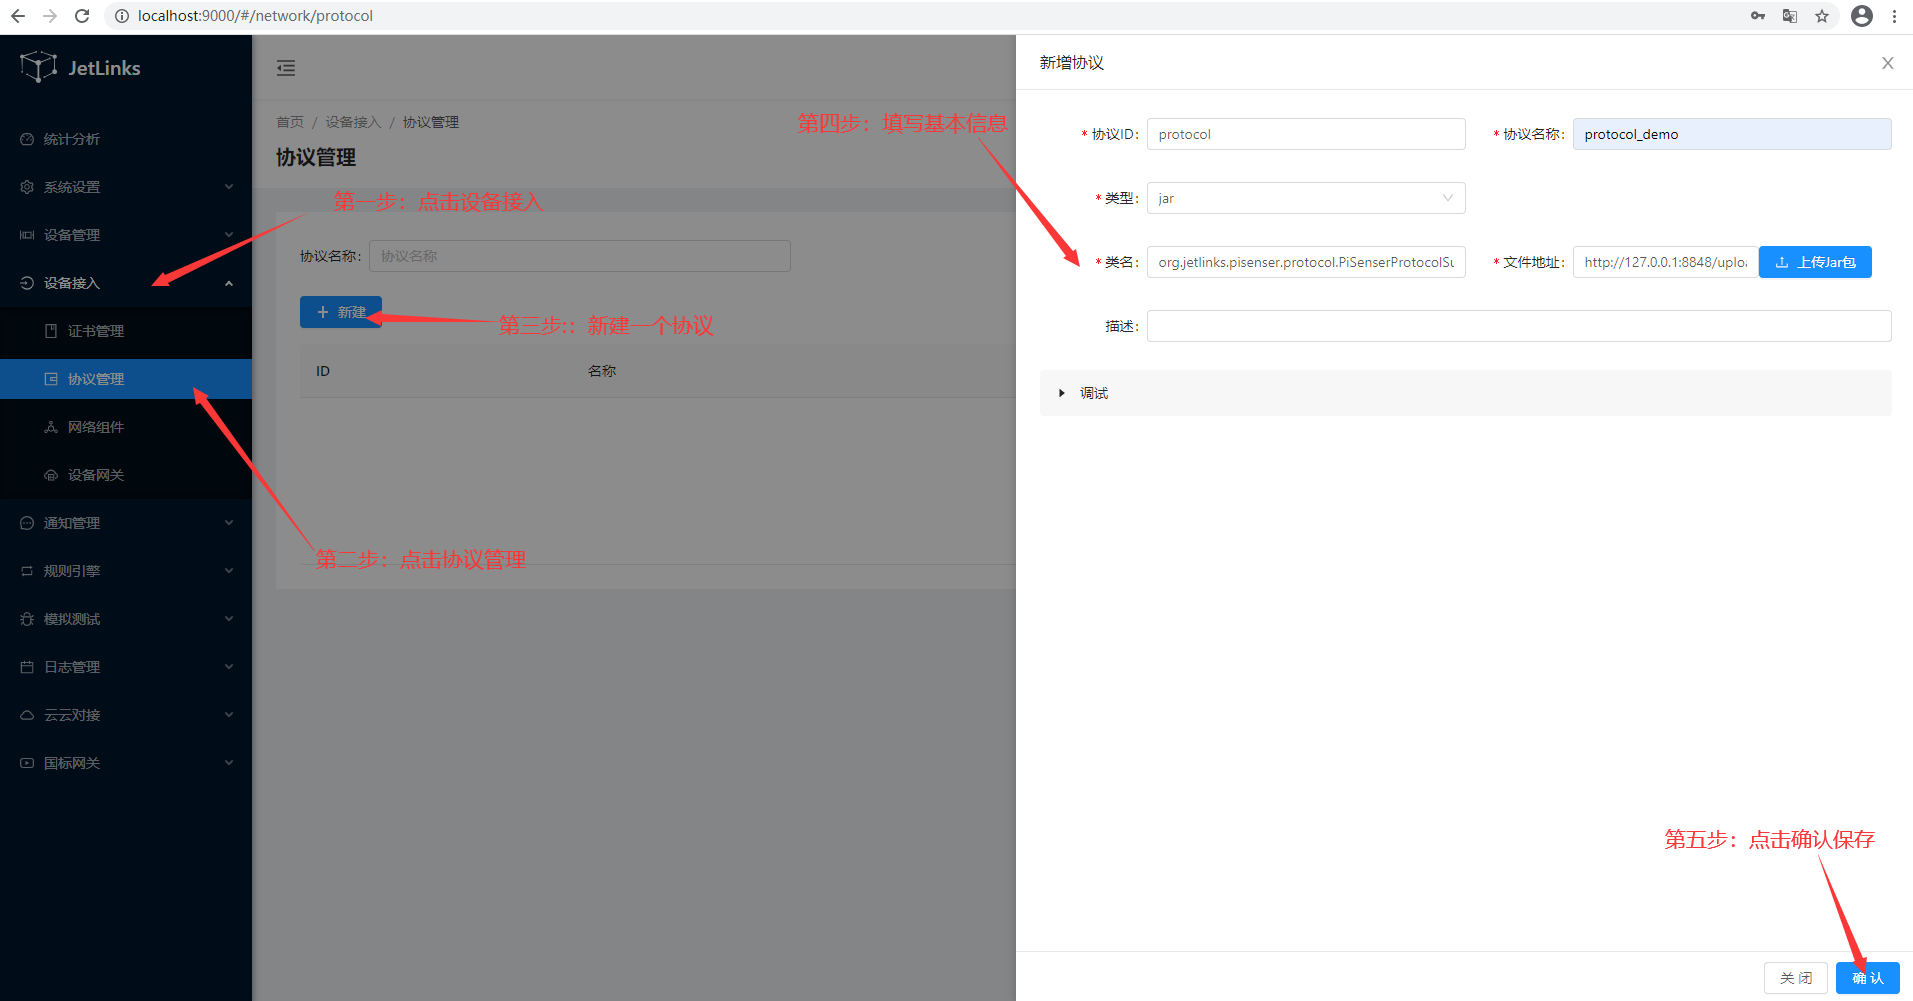 localhost:9000/#/network/protocol
JetLinks
统计分析
系统设置
设备管理
设备接入
证书管理
协议管理
网络组件
设备网关
通知管理
规则引擎
模拟测试
日志管理
云云对接
国标网关
首页 / 设备接入 / 协议管理
协议管理
第一步：点击设备接入
协议名称： 协议名称
+ 新建
第三步:：新建一个协议
ID 名称
第二步：点击协议管理
第四步：填写基本信息
新增协议
* 协议ID： protocol * 协议名称： protocol_demo
* 类型： jar
* 类名： org.jetlinks.pisenser.protocol.PiSenserProtocolSu * 文件地址： http://127.0.0.1:8848/uploa 上传Jar包
描述：
调试
第五步：点击确认保存
关 闭 确 认